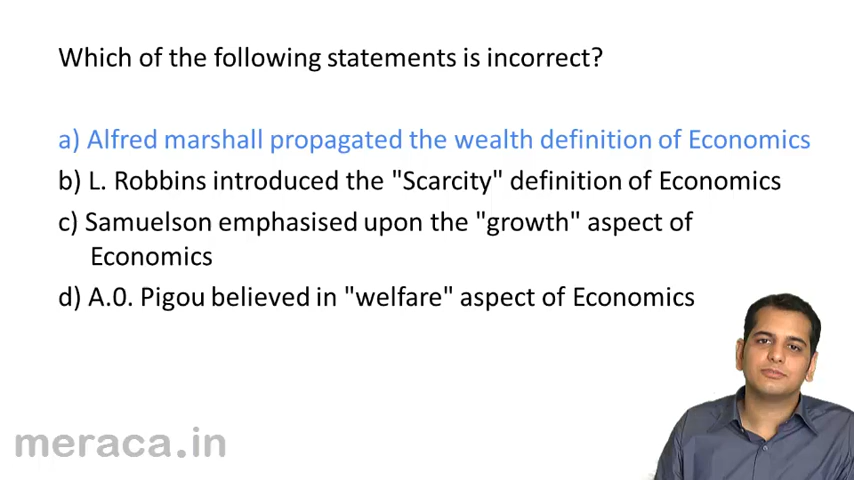 Which of the following statements is incorrect?
a) Alfred marshall propagated the wealth definition of Economics
b) L. Robbins introduced the "Scarcity" definition of Economics
c) Samuelson emphasised upon the "growth" aspect of
Economics
d) A.0. Pigou believed in "welfare" aspect of Economics
meraca.in